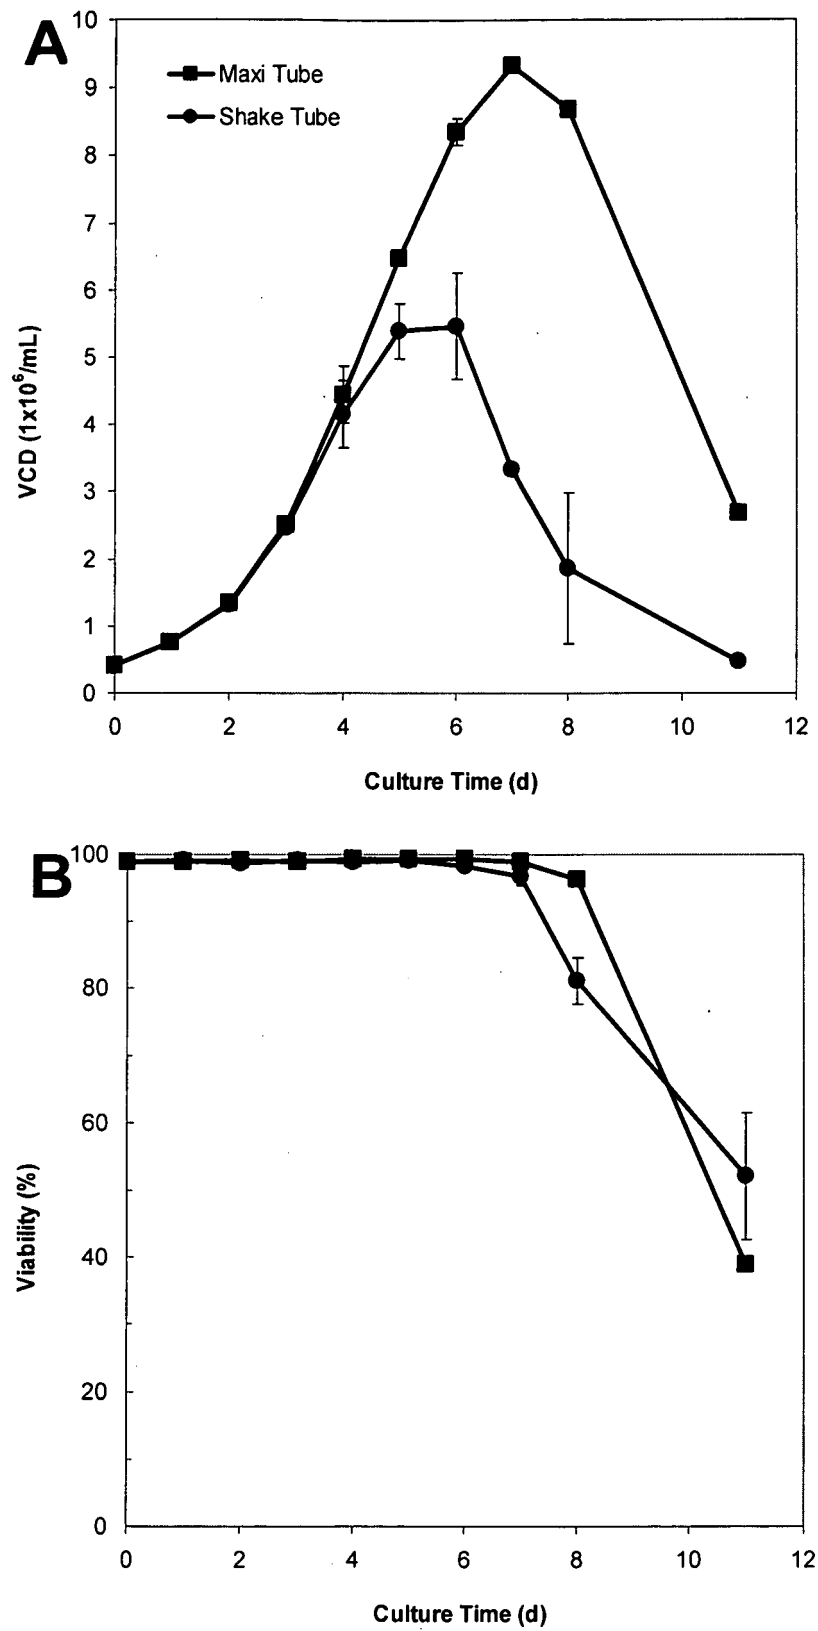 A
10
9
8
7
6
5
4
3
2
1
0
VCD (1x10⁶/mL)
Maxi Tube
Shake Tube
0 2 4 6 8 10 12
Culture Time (d)
B
100
80
60
40
20
0
Viability (%)
0 2 4 6 8 10 12
Culture Time (d)